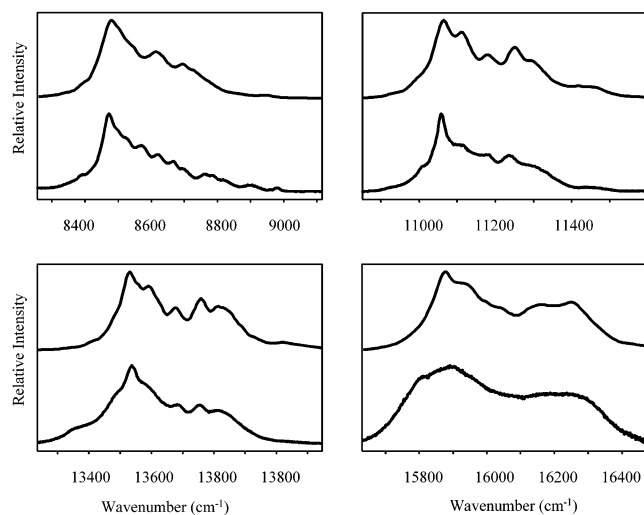 Relative Intensity
8400 8600 8800 9000
11000 11200 11400
Relative Intensity
13400 13600 13800
15800 16000 16200 16400
Wavenumber (cm-1)
Wavenumber (cm-1)